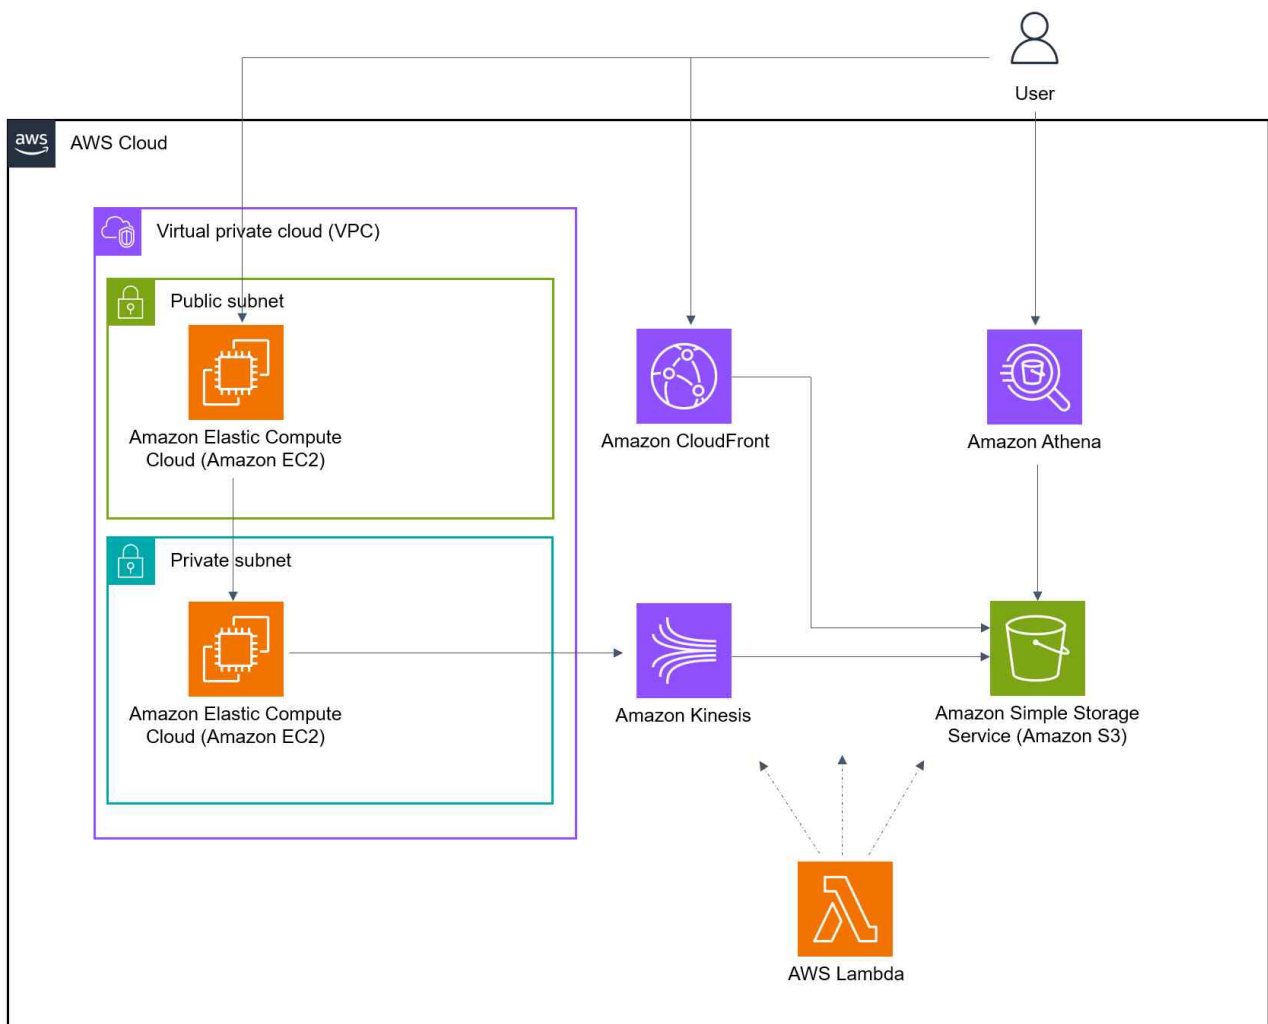 User
aws
AWS Cloud
Virtual private cloud (VPC)
Public subnet
Amazon Elastic Compute
Cloud (Amazon EC2)
Amazon CloudFront
Amazon Athena
Private subnet
Amazon Elastic Compute
Cloud (Amazon EC2)
Amazon Kinesis
Amazon Simple Storage
Service (Amazon S3)
AWS Lambda